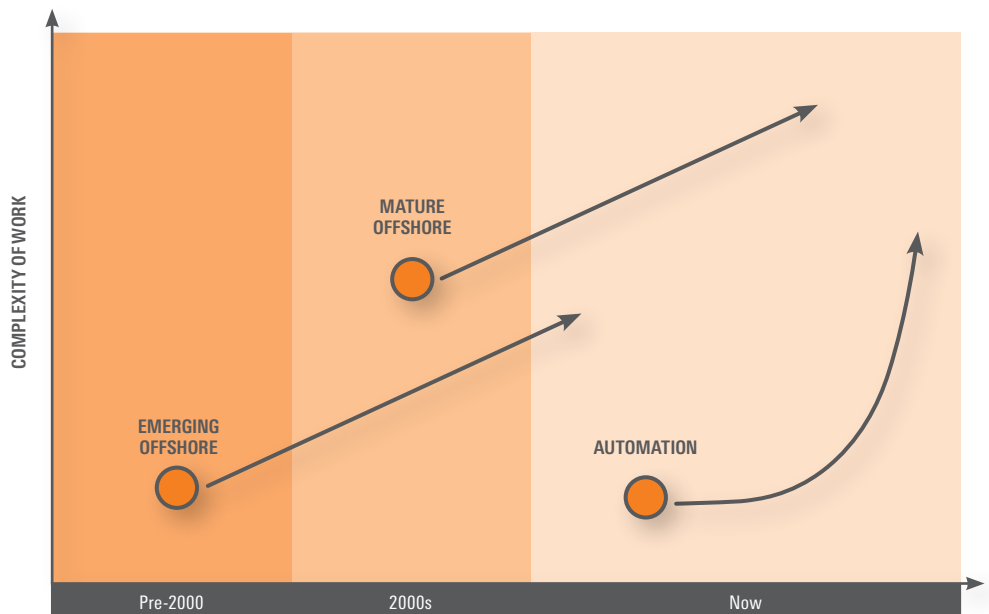 COMPLEXITY OF WORK
MATURE
OFFSHORE
EMERGING
OFFSHORE
AUTOMATION
Pre-2000
2000s
Now